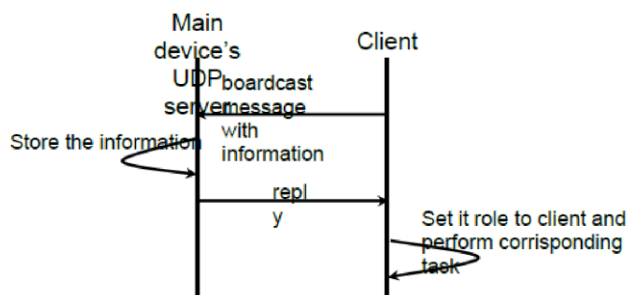 Main
device's
UDP
server
Client
boardcast
message
with
information
Store the information
repl
y
Set it role to client and
perform corrisponding
task